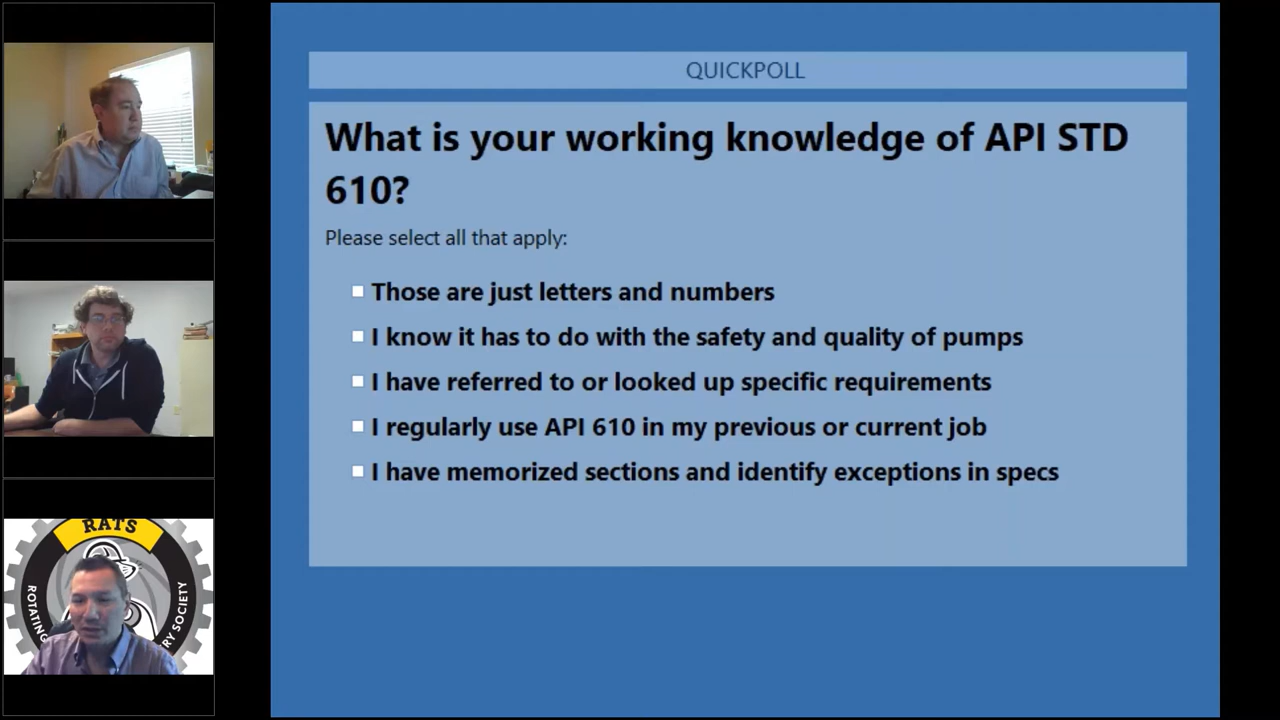 QUICKPOLL
What is your working knowledge of API STD
610?
Please select all that apply:
Those are just letters and numbers
I know it has to do with the safety and quality of pumps
I have referred to or looked up specific requirements
I regularly use API 610 in my previous or current job
I have memorized sections and identify exceptions in specs
RATS
ROTATING
SOCIETY